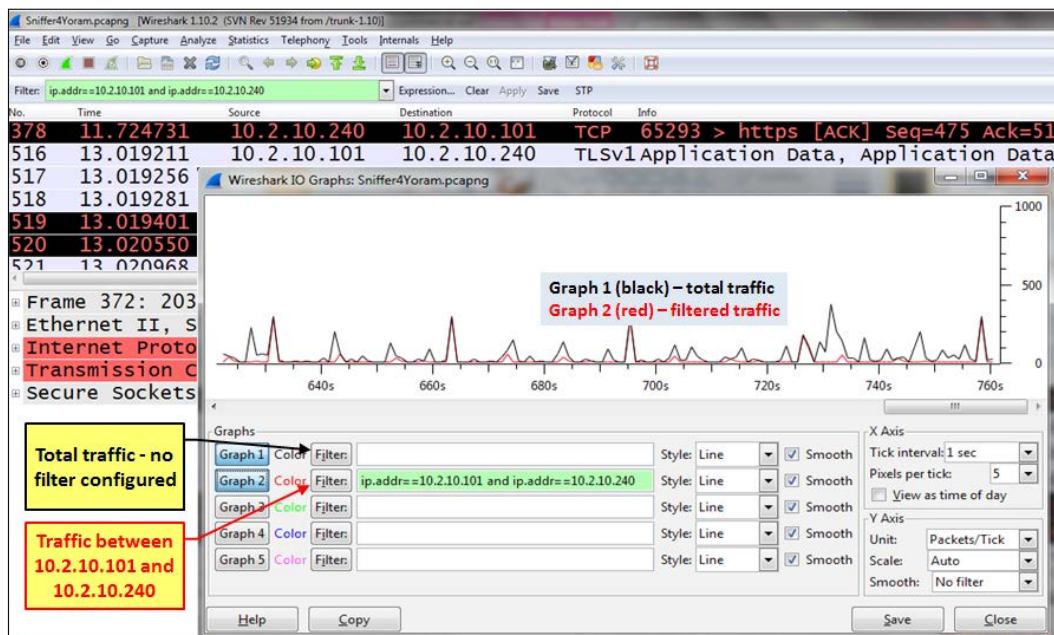 Sniffer4Yoram.pcapng [Wireshark 1.10.2 (SVN Rev 51934 from /trunk-1.10)]
File Edit View Go Capture Analyze Statistics Telephony Tools Internals Help
Filter: ip.addr==10.2.10.101 and ip.addr==10.2.10.240 Expression... Clear Apply Save STP
No. Time Source Destination Protocol Info
378 11.724731 10.2.10.240 10.2.10.101 TCP 65293 > https [ACK] Seq=475 Ack=51
516 13.019211 10.2.10.101 10.2.10.240 TLSv1 Application Data, Application Data
517 13.019256
518 13.019281
519 13.019401
520 13.020550
521 13.020968
Wireshark IO Graphs: Sniffer4Yoram.pcapng
1000
500
0
Graph 1 (black) – total traffic
Graph 2 (red) – filtered traffic
640s 660s 680s 700s 720s 740s 760s
Frame 372: 203
Ethernet II, S
Internet Proto
Transmission C
Secure Sockets
Total traffic - no
filter configured
Traffic between
10.2.10.101 and
10.2.10.240
Graphs
Graph 1 Color Filter: Style: Line Smooth
Graph 2 Color Filter: ip.addr==10.2.10.101 and ip.addr==10.2.10.240 Style: Line Smooth
Graph 3 Color Filter: Style: Line Smooth
Graph 4 Color Filter: Style: Line Smooth
Graph 5 Color Filter: Style: Line Smooth
X Axis
Tick interval: 1 sec
Pixels per tick: 5
View as time of day
Y Axis
Unit: Packets/Tick
Scale: Auto
Smooth: No filter
Help Copy Save Close